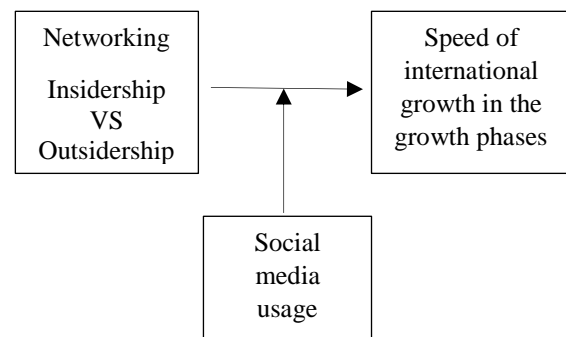 Networking
Insidership
VS
Outsidership
Speed of
international
growth in the
growth phases
Social
media
usage